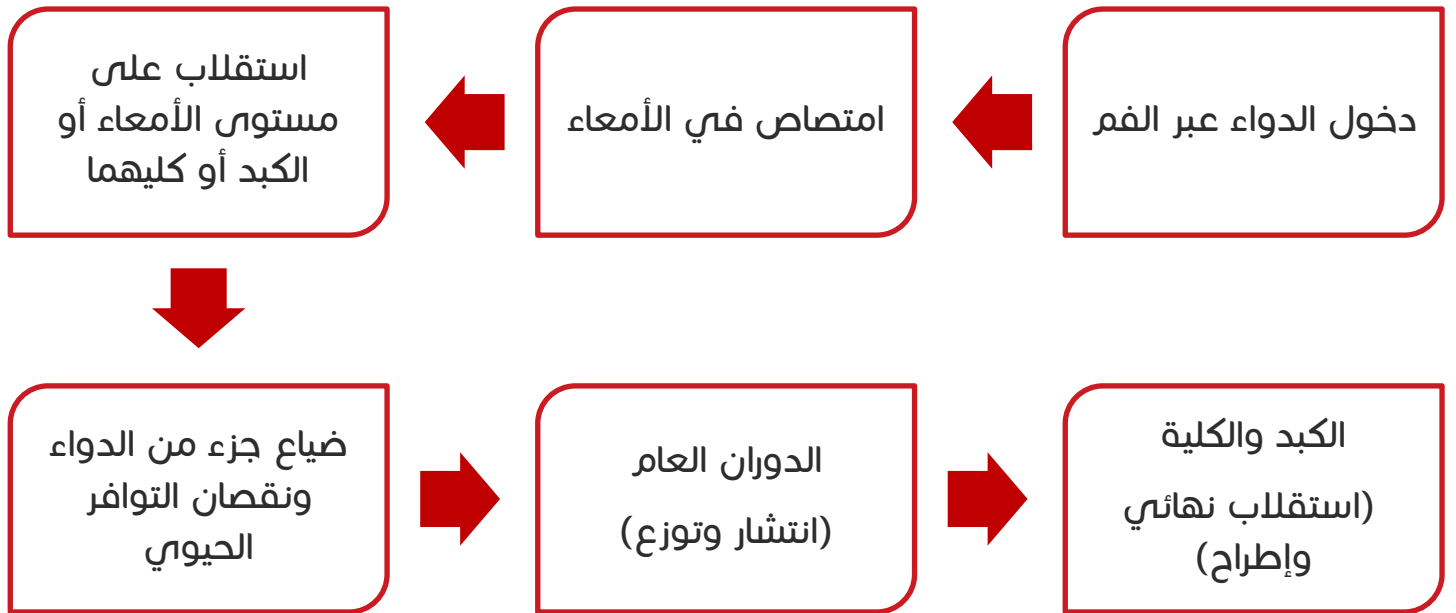 دخول الدواء عبر الفم
امتصاص في الأمعاء
استقلاب على
مستوى الأمعاء أو
الكبد أو كليهما
ضياع جزء من الدواء
ونقصان التوافر
الحيوي
الدوران العام
(انتشار وتوزع)
الكبد والكلية
(استقلاب نهائي
وإطراح)